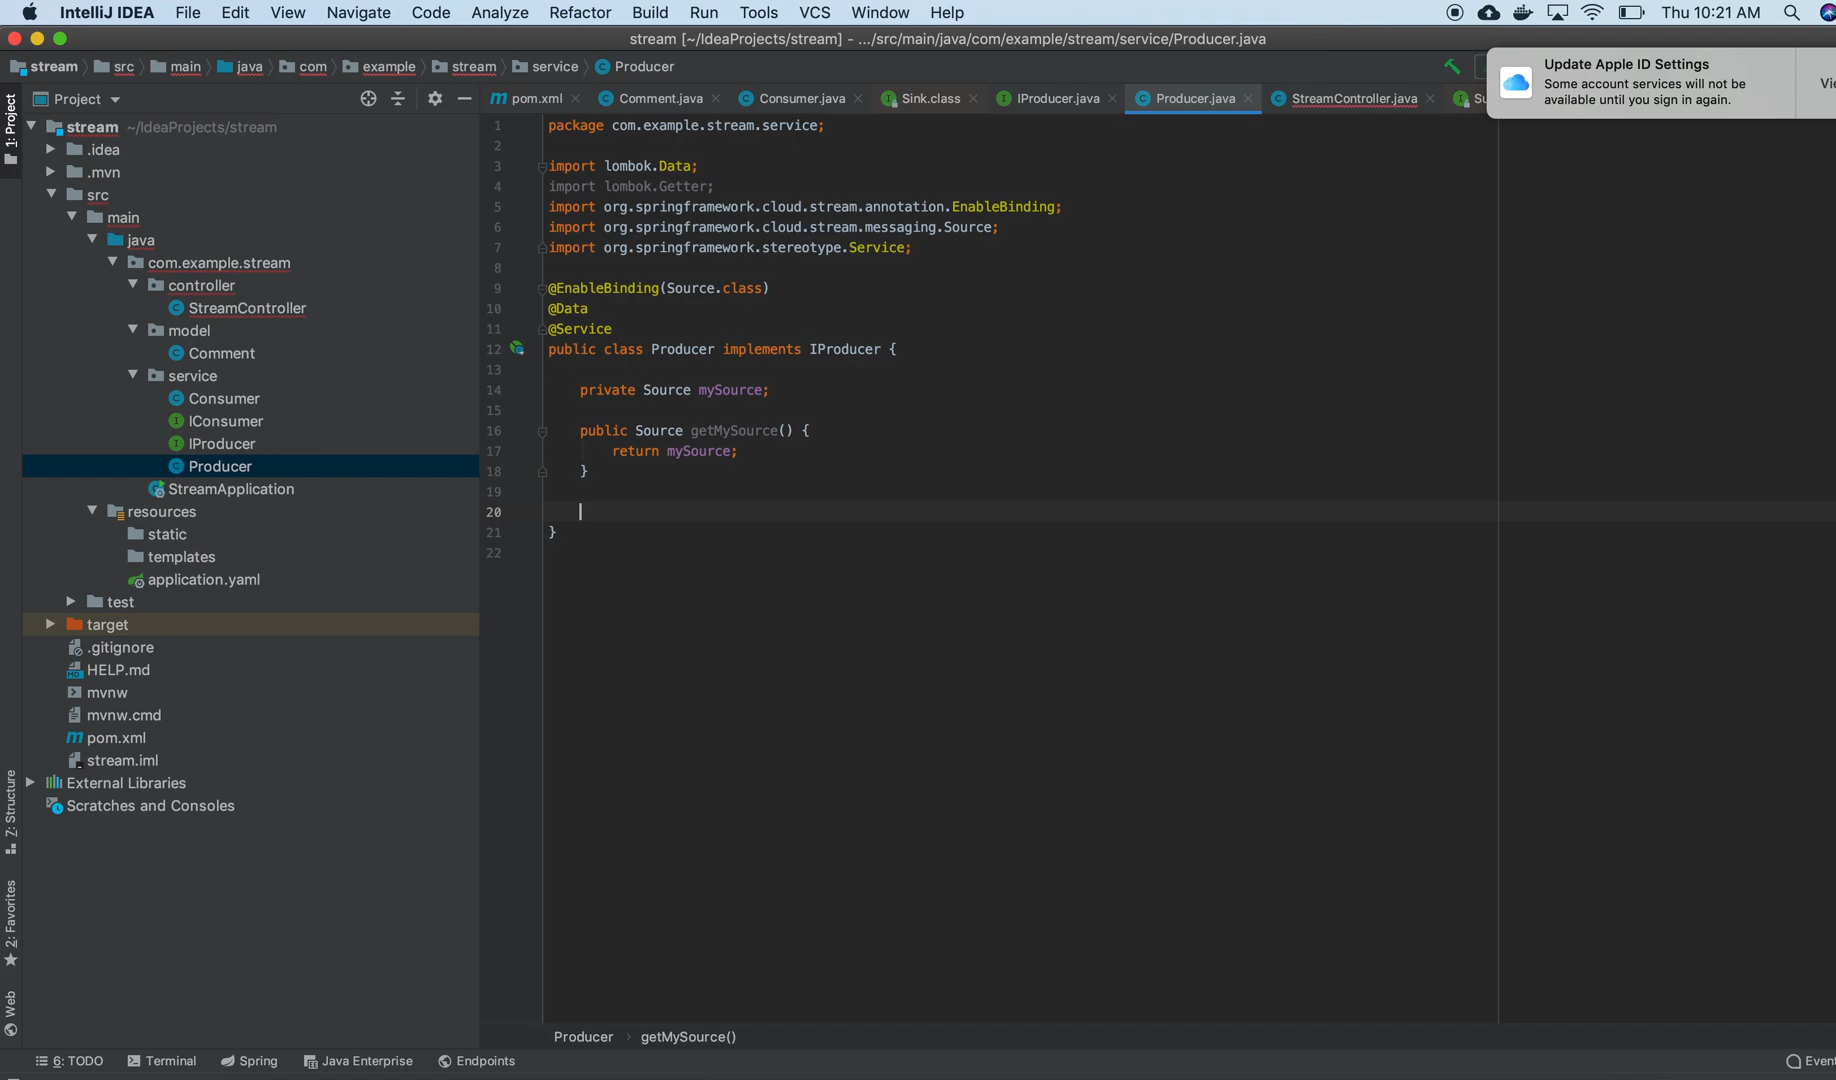 IntelliJ IDEA File Edit View Navigate Code Analyze Refactor Build Run Tools VCS Window Help Thu 10:21 AM
stream [~/IdeaProjects/stream] - .../src/main/java/com/example/stream/service/Producer.java
stream src main java com example stream service Producer
Update Apple ID Settings
Some account services will not be
available until you sign in again.
Project
pom.xml Comment.java Consumer.java Sink.class IProducer.java Producer.java StreamController.java
1: Project
stream ~/IdeaProjects/stream
.idea
.mvn
src
main
java
com.example.stream
controller
StreamController
model
Comment
service
Consumer
IConsumer
IProducer
Producer
StreamApplication
resources
static
templates
application.yaml
test
target
.gitignore
HELP.md
mvnw
mvnw.cmd
pom.xml
stream.iml
External Libraries
Scratches and Consoles
Z: Structure
2: Favorites
Web
1 package com.example.stream.service;
2
3 import lombok.Data;
4 import lombok.Getter;
5 import org.springframework.cloud.stream.annotation.EnableBinding;
6 import org.springframework.cloud.stream.messaging.Source;
7 import org.springframework.stereotype.Service;
8
9 @EnableBinding(Source.class)
10 @Data
11 @Service
12 public class Producer implements IProducer {
13
14 private Source mySource;
15
16 public Source getMySource() {
17 return mySource;
18 }
19
20
21 }
22
Producer › getMySource()
6: TODO Terminal Spring Java Enterprise Endpoints